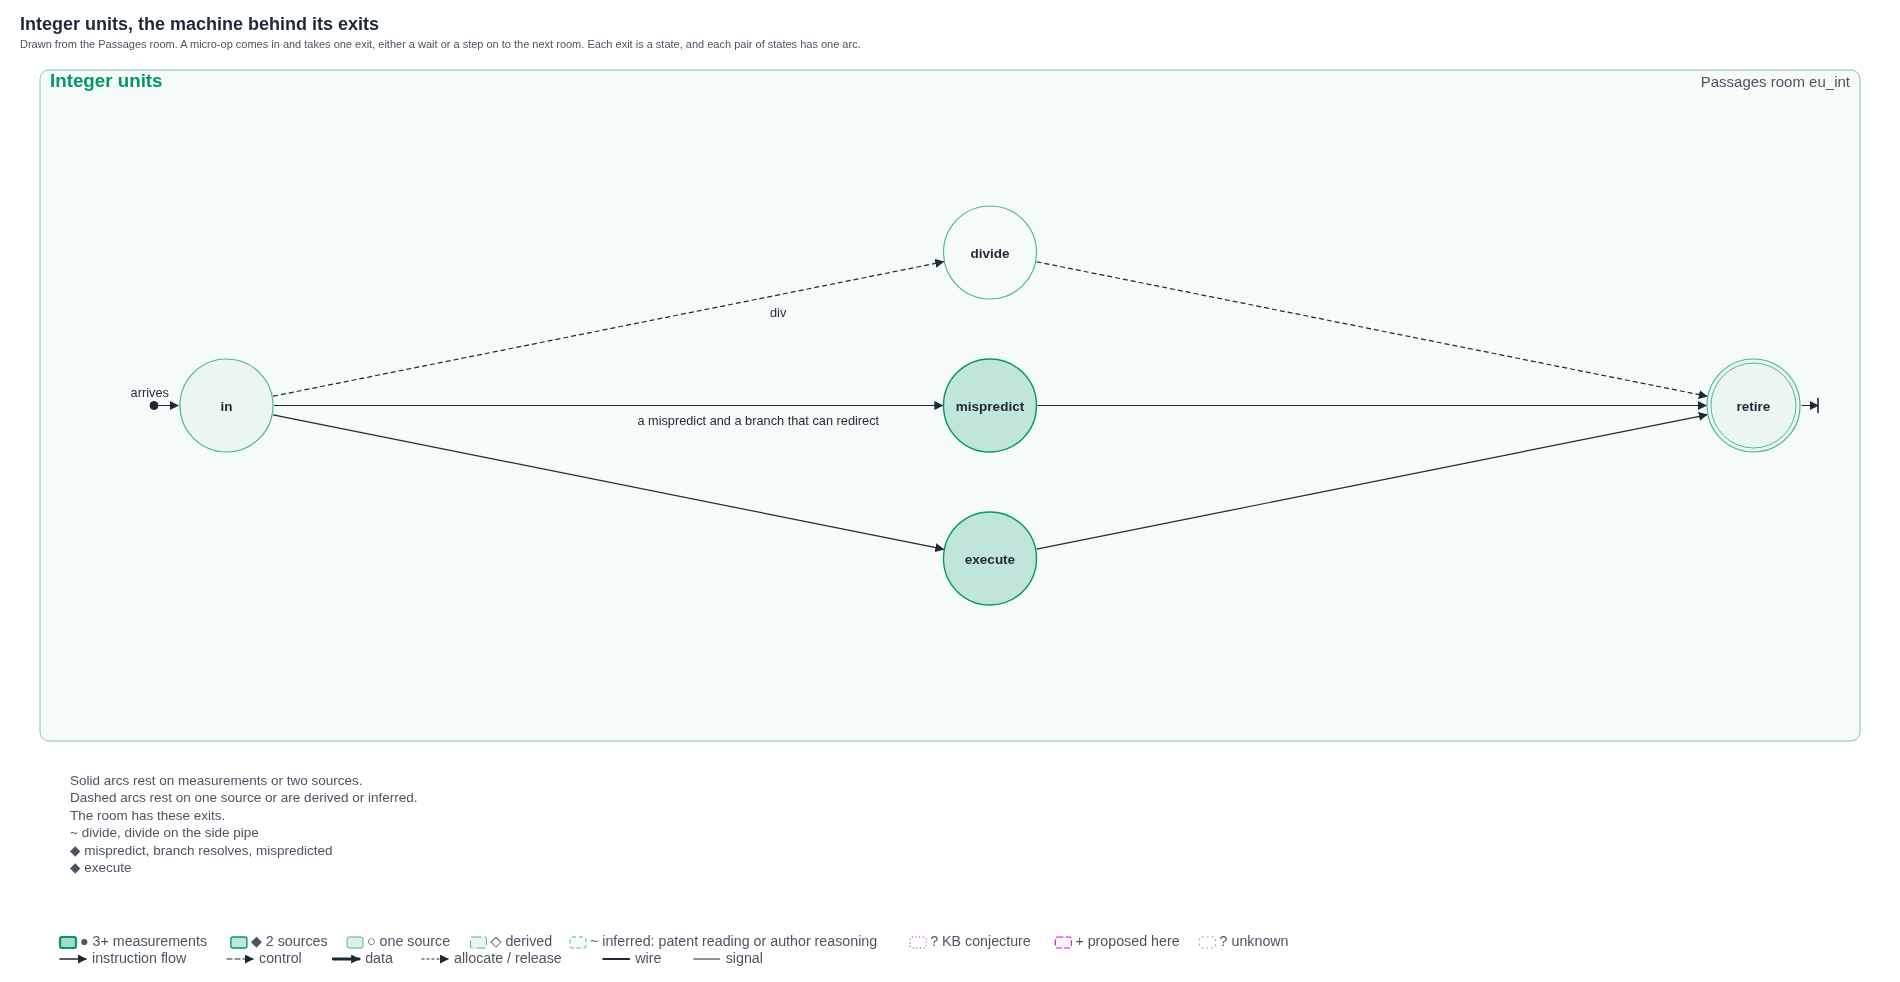 Integer units, the machine behind its exits
Drawn from the Passages room. A micro-op comes in and takes one exit, either a wait or a step on to the next room. Each exit is a state, and each pair of states has one arc.
Integer units
Passages room eu_int
divide
div
arrives
in
mispredict
retire
a mispredict and a branch that can redirect
execute
Solid arcs rest on measurements or two sources.
Dashed arcs rest on one source or are derived or inferred.
The room has these exits.
~ divide, divide on the side pipe
◆ mispredict, branch resolves, mispredicted
◆ execute
● 3+ measurements ◆ 2 sources ○ one source ◇ derived ~ inferred: patent reading or author reasoning ? KB conjecture + proposed here ? unknown
instruction flow control data allocate / release wire signal